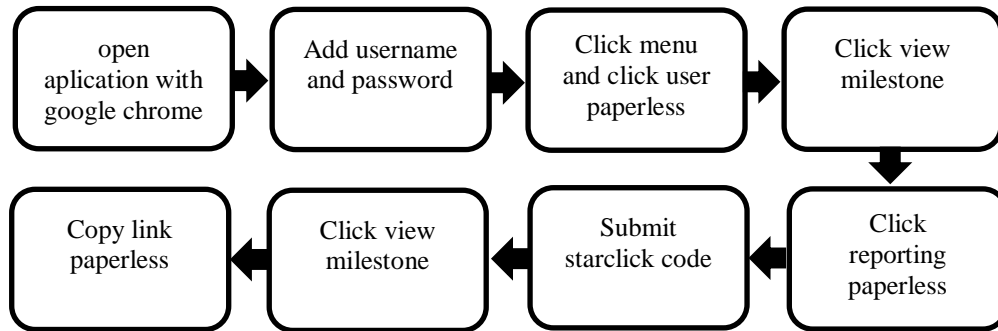 open
aplication with
google chrome
Add username
and password
Click menu
and click user
paperless
Click view
milestone
Click
reporting
paperless
Submit
starclick code
Click view
milestone
Copy link
paperless